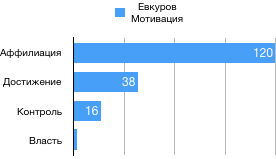 Евкуров
Мотивация
Аффилиация
120
Достижение
38
Контроль
16
Власть